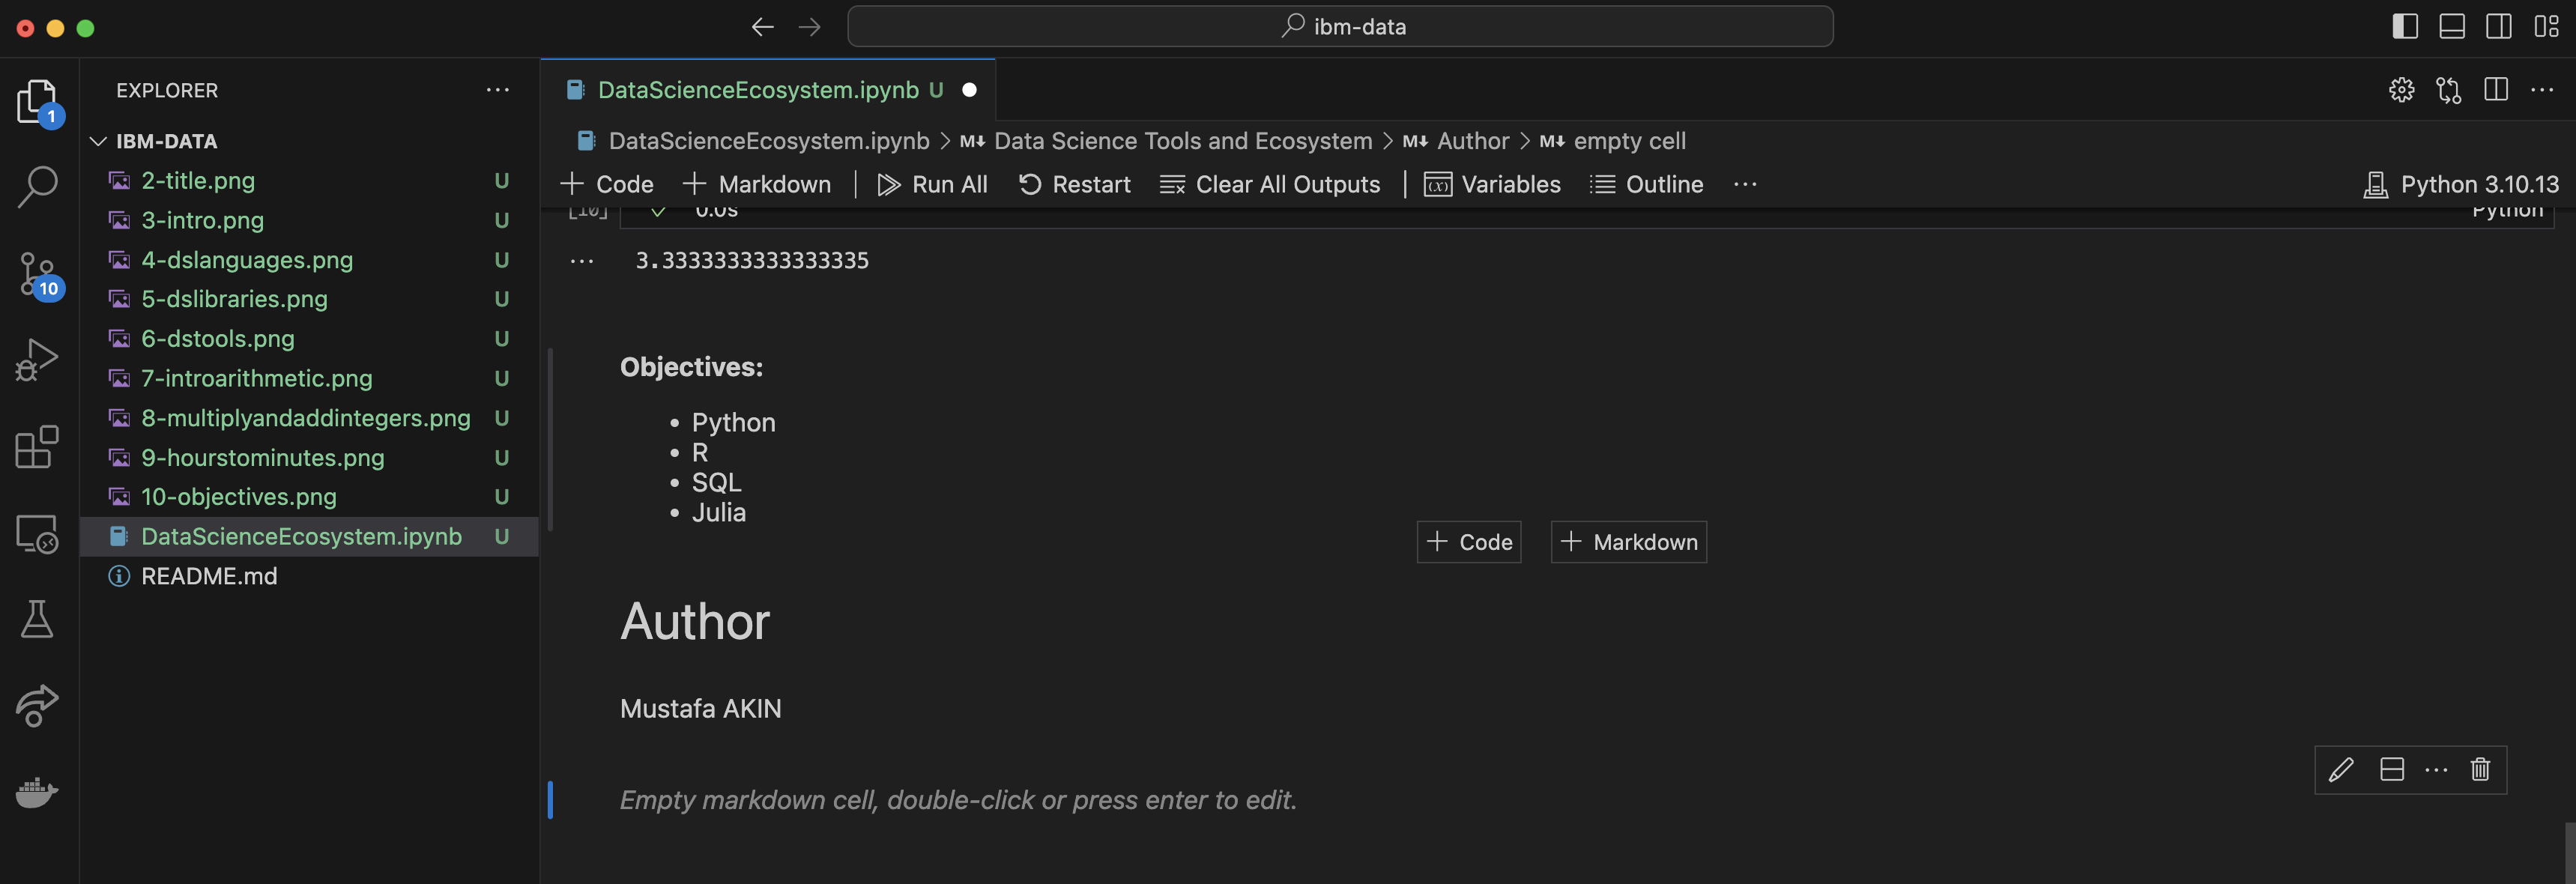 ibm-data
EXPLORER
DataScienceEcosystem.ipynb U
1
IBM-DATA
DataScienceEcosystem.ipynb > Data Science Tools and Ecosystem > Author > empty cell
+ Code + Markdown | Run All Restart Clear All Outputs | Variables Outline ... Python 3.10.13
2-title.png U
3-intro.png U
4-dslanguages.png U
5-dslibraries.png U
6-dstools.png U
7-introarithmetic.png U
8-multiplyandaddintegers.png U
9-hourstominutes.png U
10-objectives.png U
DataScienceEcosystem.ipynb U
README.md
10
[10] 0.0s Python
3.3333333333333335
Objectives:
• Python
• R
• SQL
• Julia
+ Code + Markdown
Author
Mustafa AKIN
Empty markdown cell, double-click or press enter to edit.